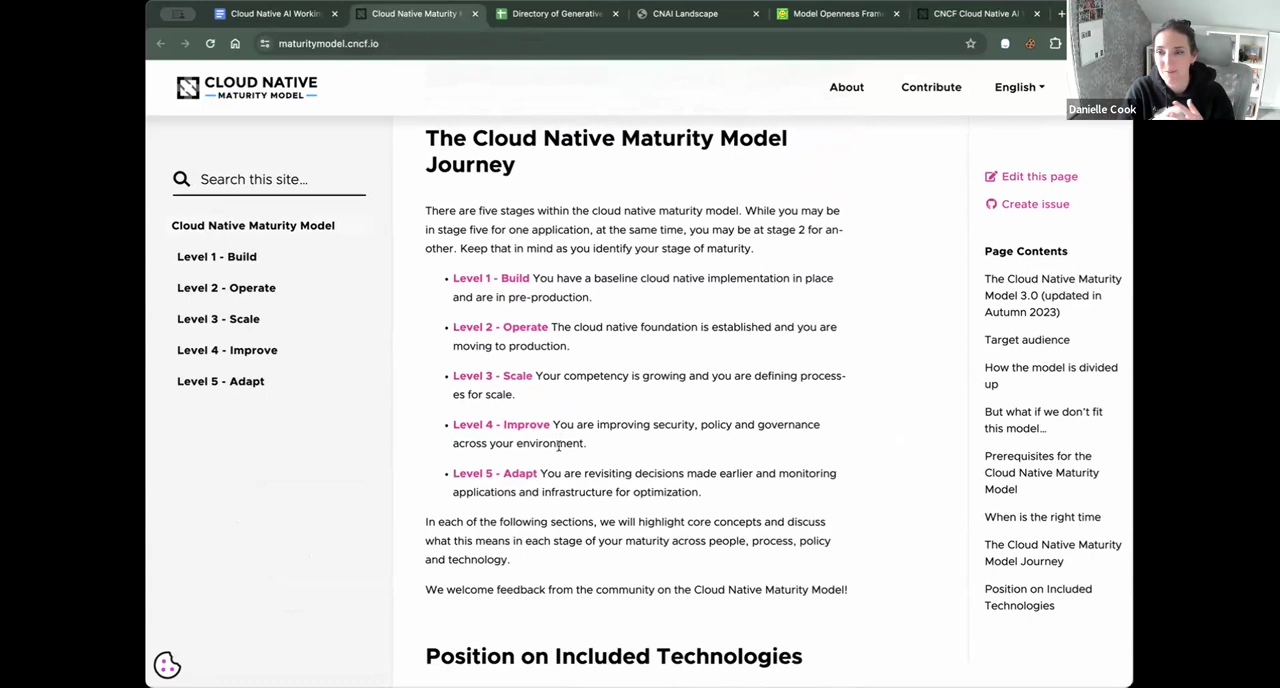 Cloud Native AI Workin
Cloud Native Maturity
Directory of Generative
CNAI Landscape
Model Openness Fram
CNCF Cloud Native AI
maturitymodel.cncf.io
Danielle Cook
CLOUD NATIVE
MATURITY MODEL
About
Contribute
English
Search this site...
Cloud Native Maturity Model
Level 1 - Build
Level 2 - Operate
Level 3 - Scale
Level 4 - Improve
Level 5 - Adapt
The Cloud Native Maturity Model
Journey
There are five stages within the cloud native maturity model. While you may be
in stage five for one application, at the same time, you may be at stage 2 for an-
other. Keep that in mind as you identify your stage of maturity.
• Level 1 - Build You have a baseline cloud native implementation in place
and are in pre-production.
• Level 2 - Operate The cloud native foundation is established and you are
moving to production.
• Level 3 - Scale Your competency is growing and you are defining process-
es for scale.
• Level 4 - Improve You are improving security, policy and governance
across your environment.
• Level 5 - Adapt You are revisiting decisions made earlier and monitoring
applications and infrastructure for optimization.
In each of the following sections, we will highlight core concepts and discuss
what this means in each stage of your maturity across people, process, policy
and technology.
We welcome feedback from the community on the Cloud Native Maturity Model!
Position on Included Technologies
Edit this page
Create issue
Page Contents
The Cloud Native Maturity
Model 3.0 (updated in
Autumn 2023)
Target audience
How the model is divided
up
But what if we don't fit
this model…
Prerequisites for the
Cloud Native Maturity
Model
When is the right time
The Cloud Native Maturity
Model Journey
Position on Included
Technologies